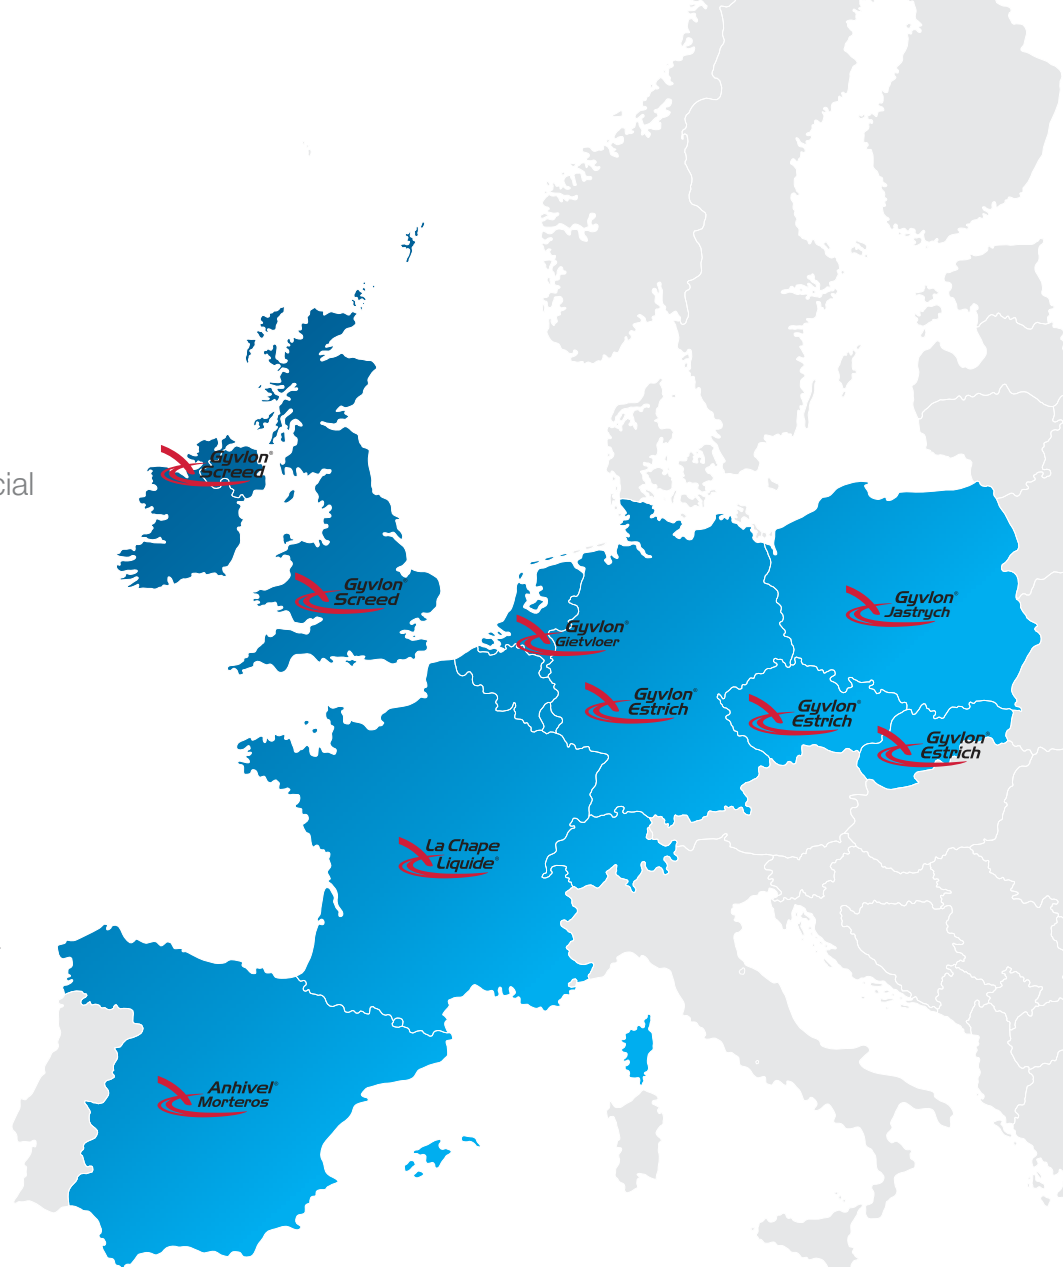 Gyvlon®
Screed
cial
Gyvlon®
Screed
Gyvlon®
Jastrych
Gyvlon®
Gietvloer
Gyvlon®
Estrich
Gyvlon®
Estrich
Gyvlon®
Estrich
La Chape
Liquide®
Anhivel®
Morteros